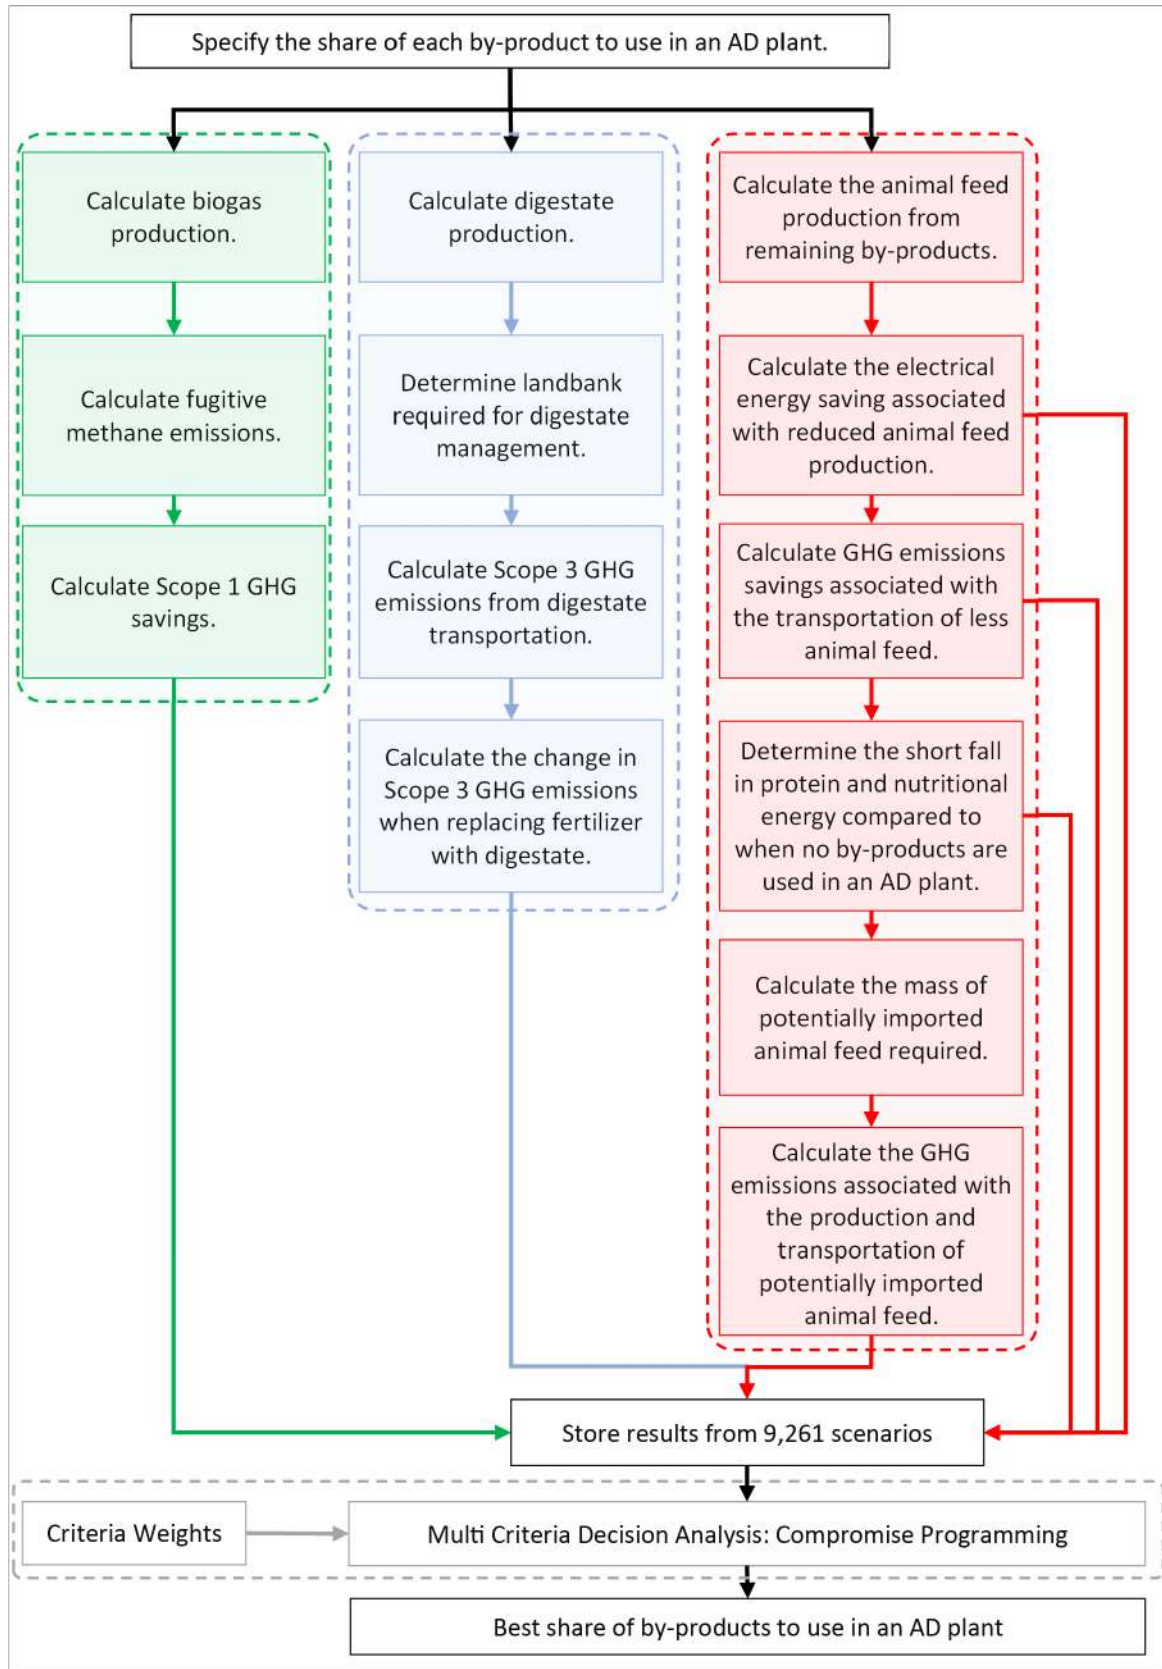 Specify the share of each by-product to use in an AD plant.
Calculate biogas
production.
Calculate fugitive
methane emissions.
Calculate Scope 1 GHG
savings.
Calculate digestate
production.
Determine landbank
required for digestate
management.
Calculate Scope 3 GHG
emissions from digestate
transportation.
Calculate the change in
Scope 3 GHG emissions
when replacing fertilizer
with digestate.
Calculate the animal feed
production from
remaining by-products.
Calculate the electrical
energy saving associated
with reduced animal feed
production.
Calculate GHG emissions
savings associated with
the transportation of less
animal feed.
Determine the short fall
in protein and nutritional
energy compared to
when no by-products are
used in an AD plant.
Calculate the mass of
potentially imported
animal feed required.
Calculate the GHG
emissions associated with
the production and
transportation of
potentially imported
animal feed.
Store results from 9,261 scenarios
Criteria Weights
Multi Criteria Decision Analysis: Compromise Programming
Best share of by-products to use in an AD plant